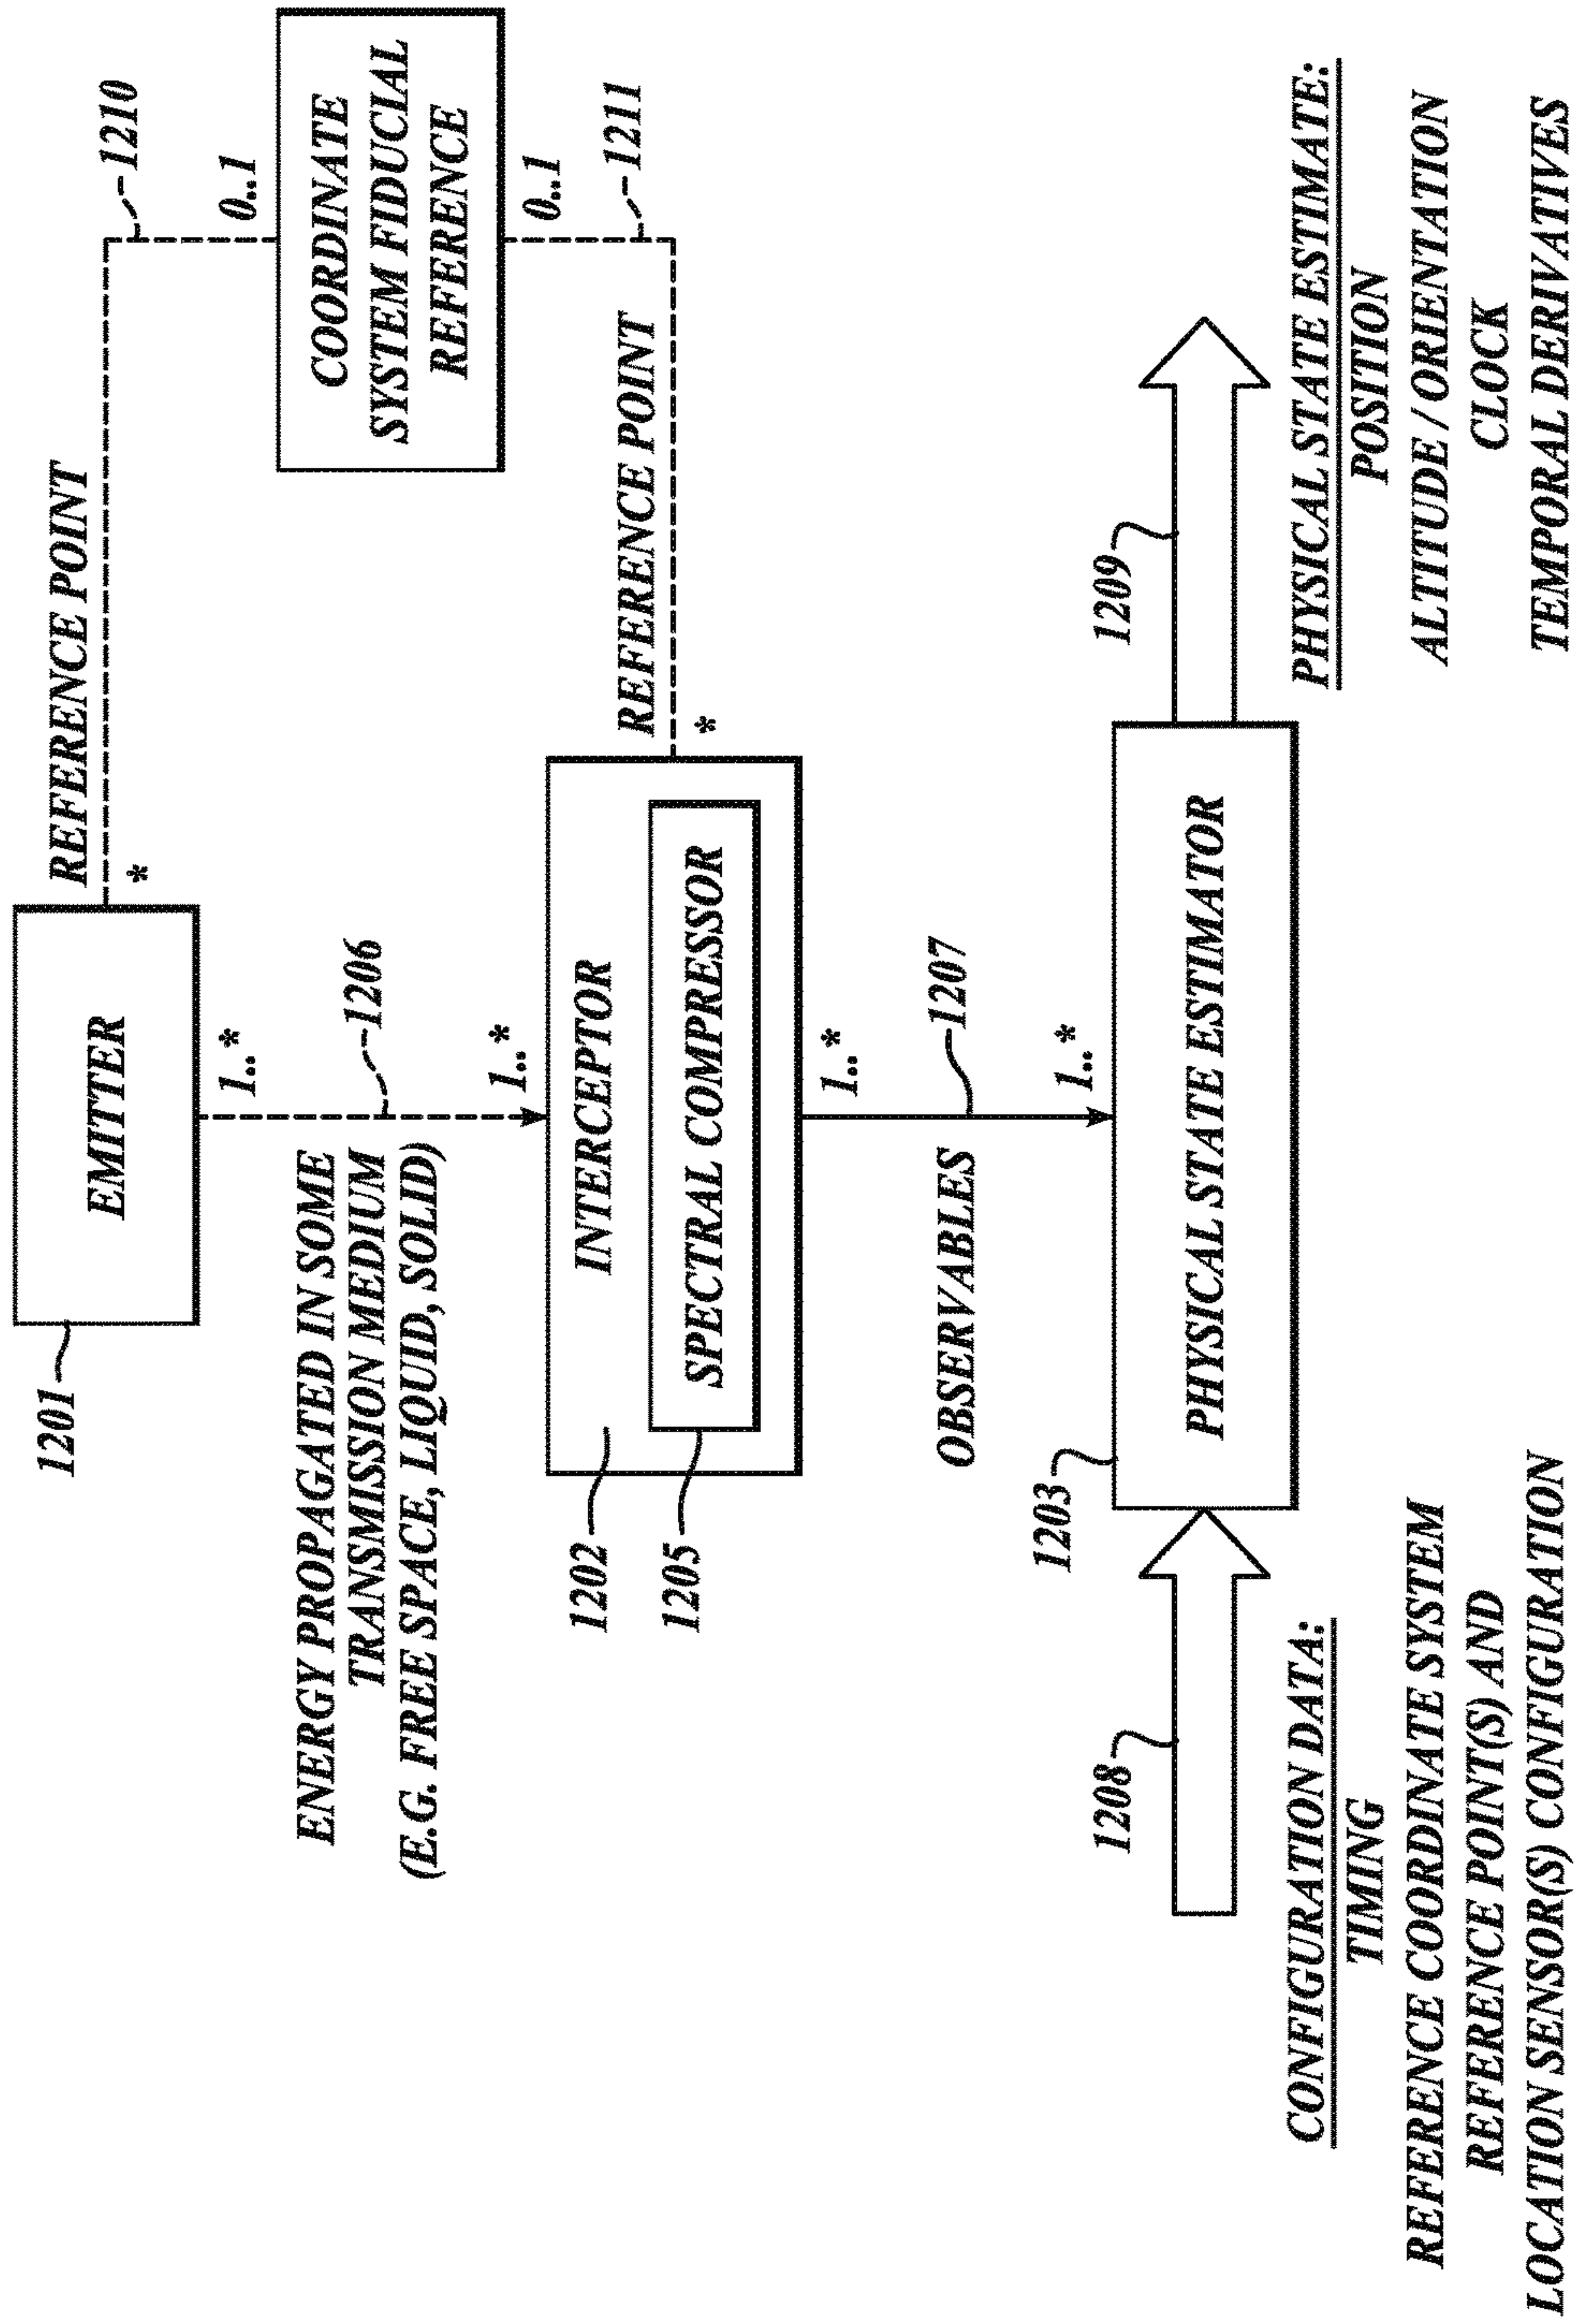 1201
EMITTER
REFERENCE POINT
*
1210
1..*
0..1
ENERGY PROPAGATED IN SOME
TRANSMISSION MEDIUM
(E.G. FREE SPACE, LIQUID, SOLID)
1206
COORDINATE
SYSTEM FIDUCIAL
REFERENCE
1..*
0..1
1211
1202
INTERCEPTOR
REFERENCE POINT
*
1205
SPECTRAL COMPRESSOR
1..*
OBSERVABLES
1207
1..*
1203
PHYSICAL STATE ESTIMATOR
1208
1209
CONFIGURATION DATA:
TIMING
REFERENCE COORDINATE SYSTEM
REFERENCE POINT(S) AND
LOCATION SENSOR(S) CONFIGURATION
PHYSICAL STATE ESTIMATE:
POSITION
ALTITUDE / ORIENTATION
CLOCK
TEMPORAL DERIVATIVES